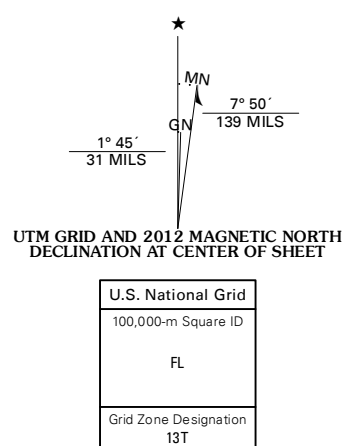 MN
GN
7° 50´
139 MILS
1° 45´
31 MILS
UTM GRID AND 2012 MAGNETIC NORTH
DECLINATION AT CENTER OF SHEET
U.S. National Grid
100,000-m Square ID
FL
Grid Zone Designation
13T